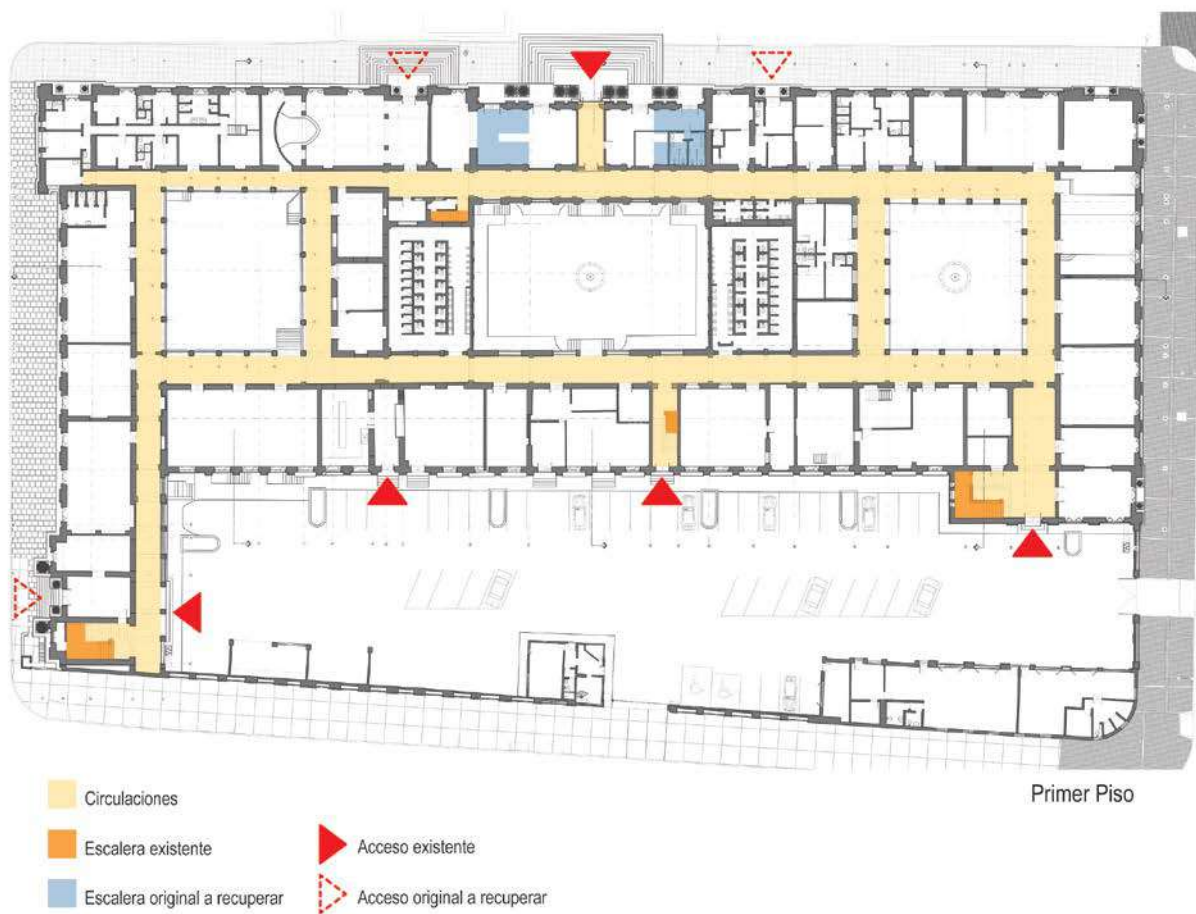 Primer Piso
Circulaciones
Escalera existente
Acceso existente
Escalera original a recuperar
Acceso original a recuperar